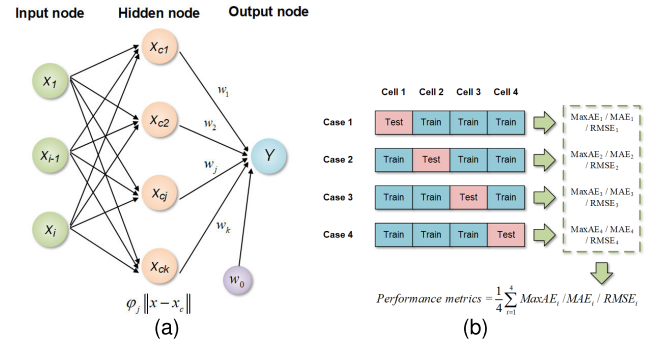 Input node
Hidden node
Output node
X1
Xi-1
Xi
Xc1
Xc2
Xcj
Xck
w1
w2
wj
wk
Y
w0
φj ‖x − xc‖
(a)
Cell 1 Cell 2 Cell 3 Cell 4
Case 1 Test Train Train Train
MaxAE1 / MAE1
/ RMSE1
Case 2 Train Test Train Train
MaxAE2 / MAE2
/ RMSE2
Case 3 Train Train Test Train
MaxAE3 / MAE3
/ RMSE3
Case 4 Train Train Train Test
MaxAE4 / MAE4
/ RMSE4
Performance metrics = 1/4 ∑ t=1 4 MaxAEt / MAEt / RMSEt
(b)